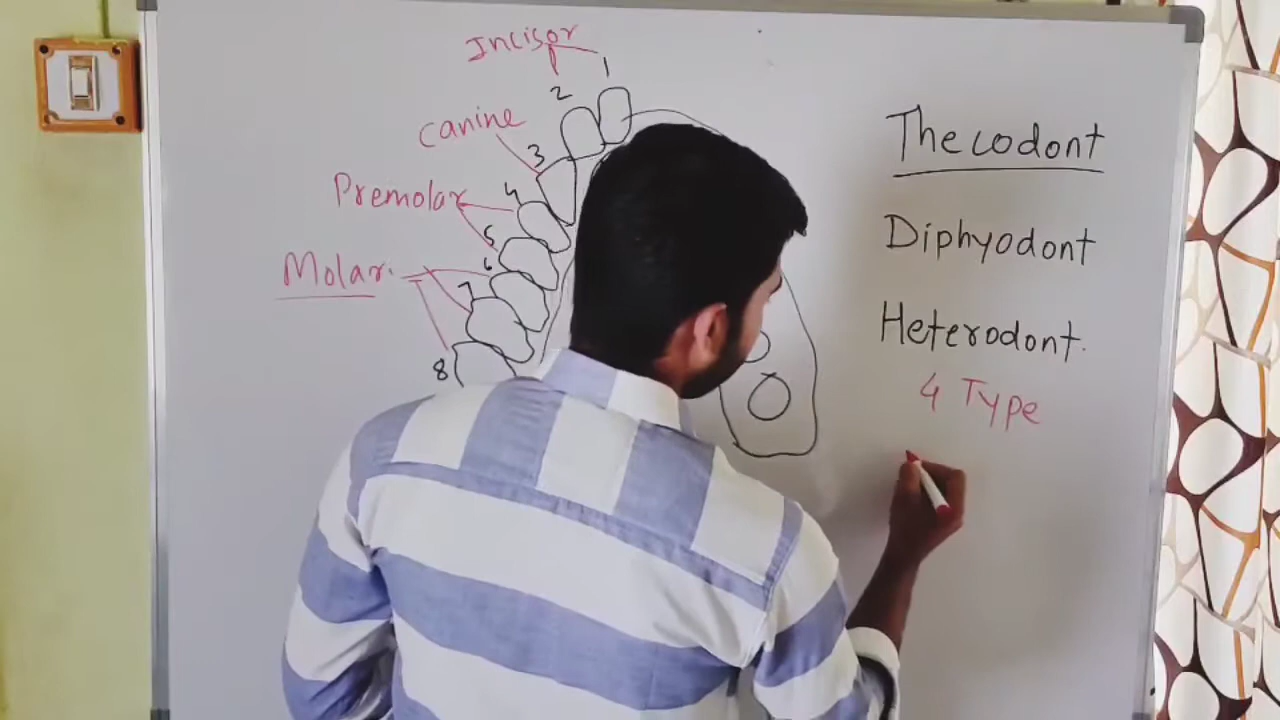 Incisor
1
2
Canine
3
4
Premolar
5
6
Molar.
7
8
Thecodont
Diphyodont
Heterodont.
4 Type